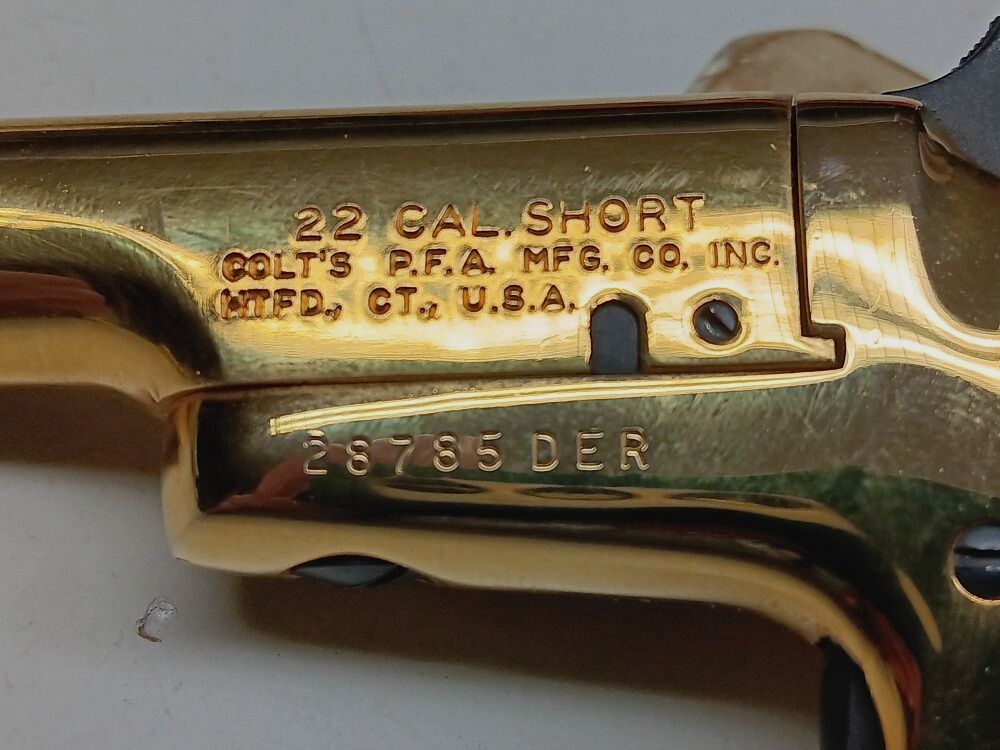 22 CAL. SHORT
COLT'S P.F.A. MFG. CO. INC.
HTFD., CT., U.S.A.
28785 DER